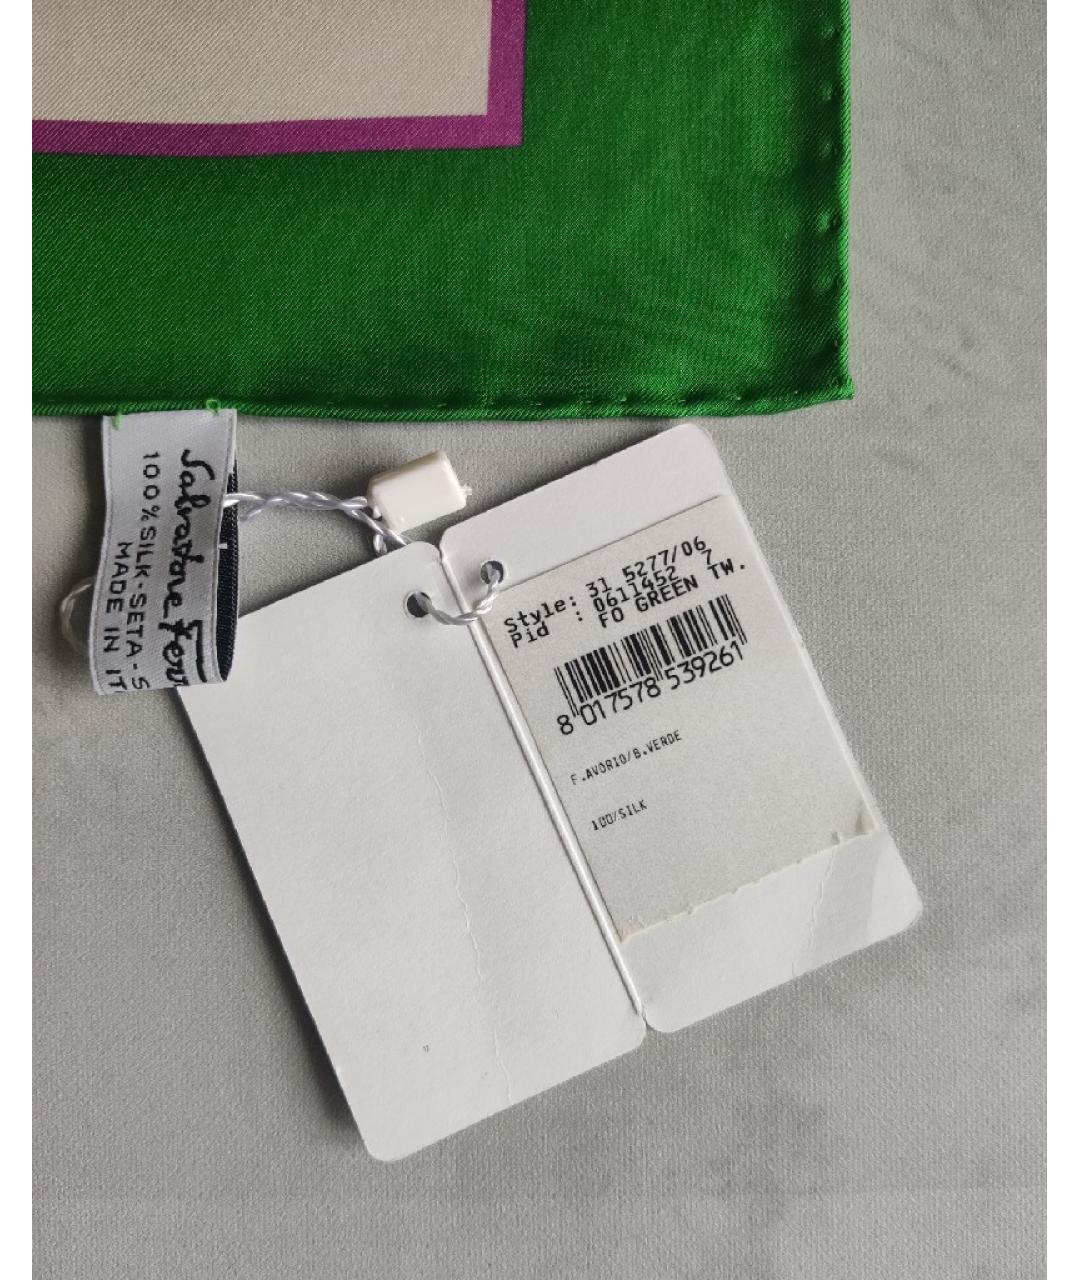 Salvatore Ferr
100%SILK-SETA-S
MADE IN IT
Style: 31 5277/06
Pid : 0611452 7
FO GREEN TW.
8 017578 539261
F.AVORIO/B.VERDE
100/SILK